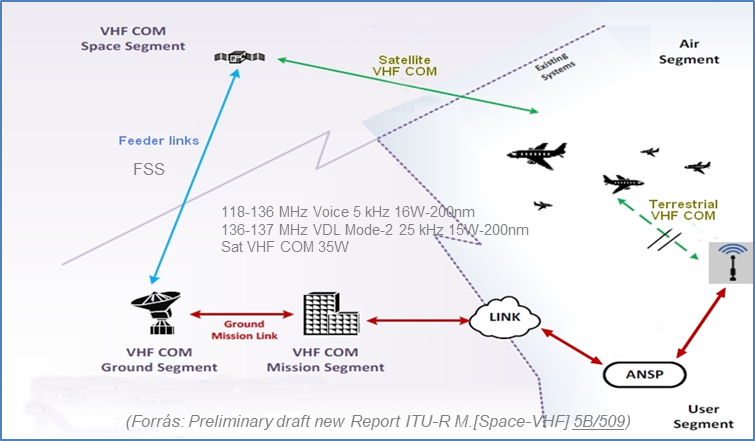 VHF COM
Space Segment
Satellite
VHF COM
Existing
Systems
Air
Segment
Feeder links
FSS
118-136 MHz Voice 5 kHz 16W-200nm
136-137 MHz VDL Mode-2 25 kHz 15W-200nm
Sat VHF COM 35W
Terrestrial
VHF COM
Ground
Mission Link
LINK
VHF COM
Ground Segment
VHF COM
Mission Segment
ANSP
User
Segment
(Forrás: Preliminary draft new Report ITU-R M.[Space-VHF] 5B/509)